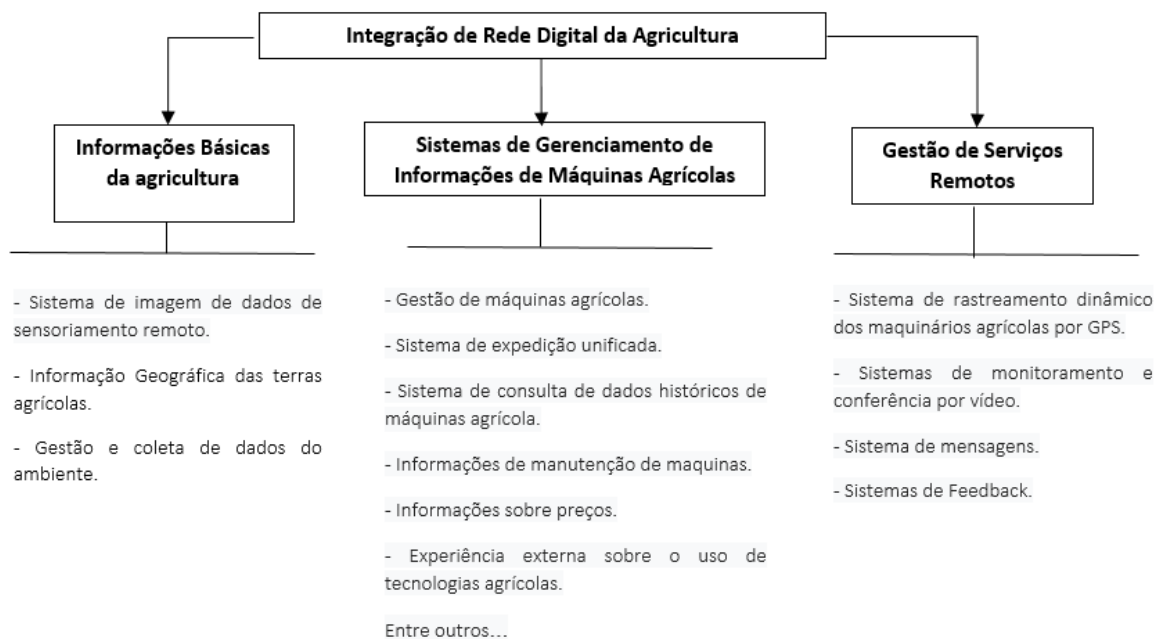 Integração de Rede Digital da Agricultura
Informações Básicas
da agricultura
Sistemas de Gerenciamento de
Informações de Máquinas Agrícolas
Gestão de Serviços
Remotos
- Sistema de imagem de dados de
sensoriamento remoto.
- Informação Geográfica das terras
agrícolas.
- Gestão e coleta de dados do
ambiente.
- Gestão de máquinas agrícolas.
- Sistema de expedição unificada.
- Sistema de consulta de dados históricos de
máquinas agrícola.
- Informações de manutenção de maquinas.
- Informações sobre preços.
- Experiência externa sobre o uso de
tecnologias agrícolas.
Entre outros...
- Sistema de rastreamento dinâmico
dos maquinários agrícolas por GPS.
- Sistemas de monitoramento e
conferência por vídeo.
- Sistema de mensagens.
- Sistemas de Feedback.